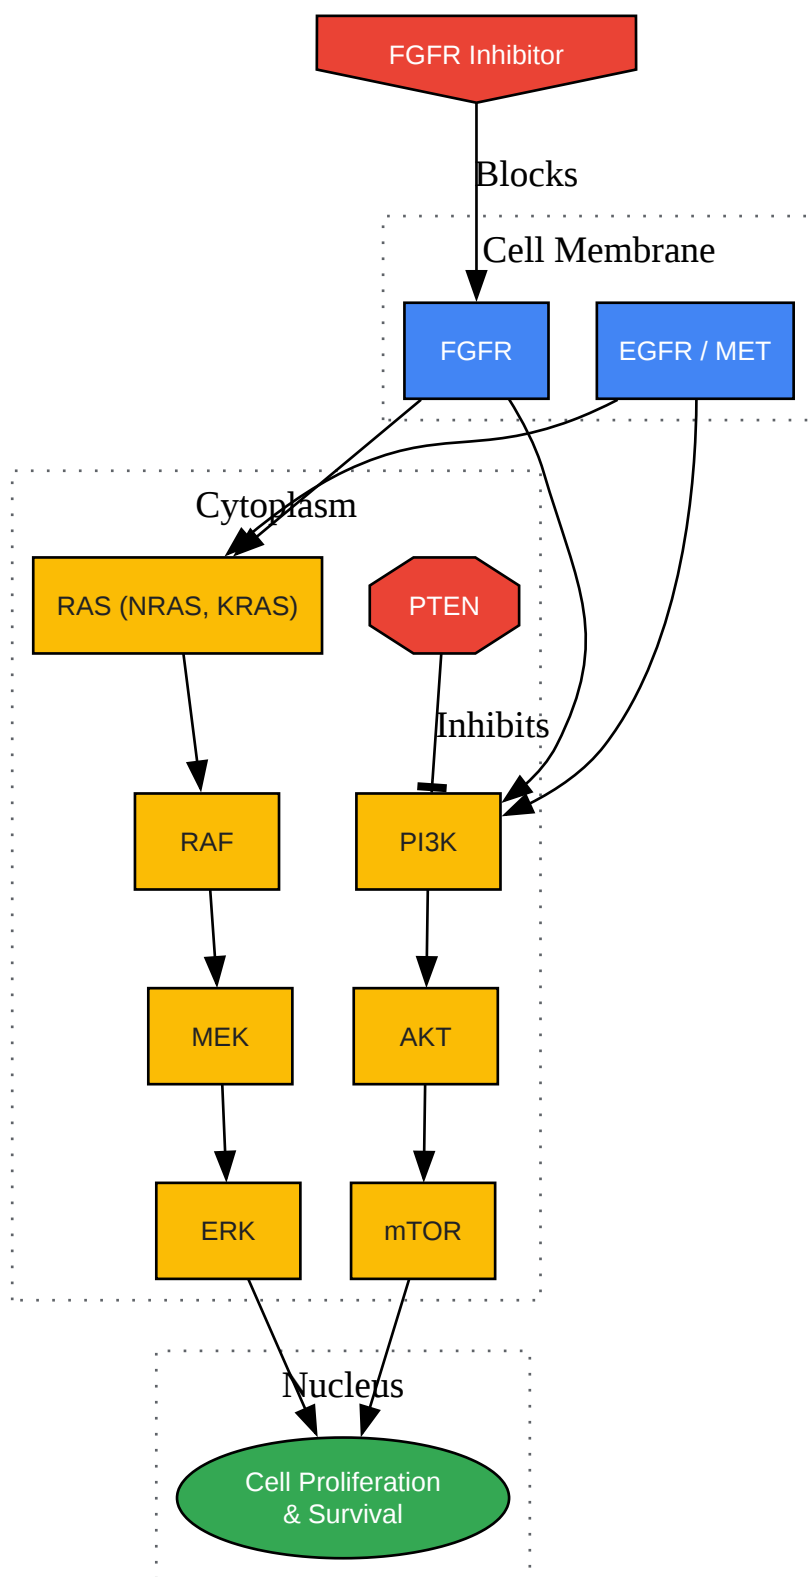 FGFR Inhibitor
Blocks
Cell Membrane
FGFR
EGFR / MET
Cytoplasm
RAS (NRAS, KRAS)
PTEN
Inhibits
RAF
PI3K
MEK
AKT
ERK
mTOR
Nucleus
Cell Proliferation
& Survival